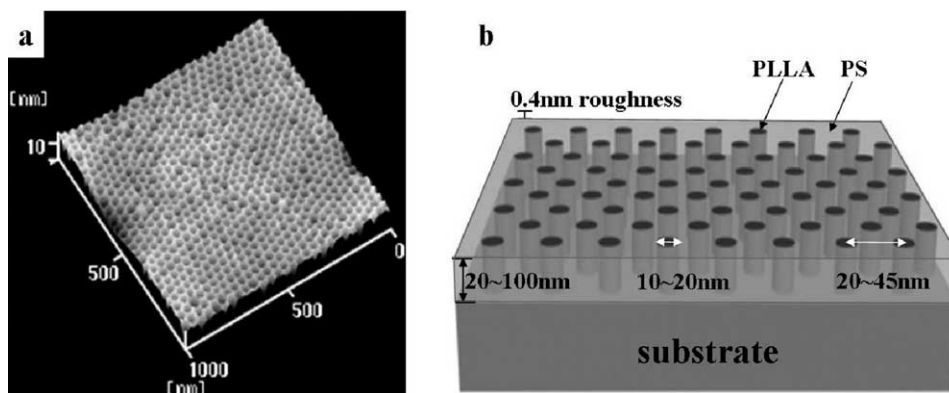 a
[nm]
10
500
1000
[nm]
500
0
b
PLLA
PS
0.4nm roughness
20~100nm
10~20nm
20~45nm
substrate